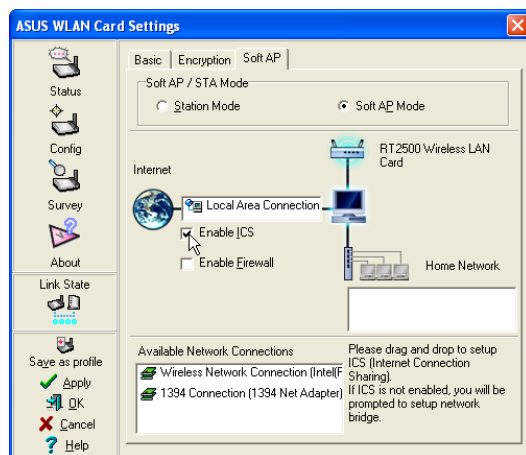 ASUS WLAN Card Settings
Status
Config
Survey
About
Link State
Save as profile
Apply
OK
Cancel
Help
Basic
Encryption
Soft AP
Soft AP / STA Mode
Station Mode
Soft AP Mode
RT2500 Wireless LAN
Card
Internet
Local Area Connection
Enable ICS
Enable Firewall
Home Network
Available Network Connections
Wireless Network Connection (Intel(F
1394 Connection (1394 Net Adapter)
Please drag and drop to setup
ICS (Internet Connection
Sharing).
If ICS is not enabled, you will be
prompted to setup network
bridge.